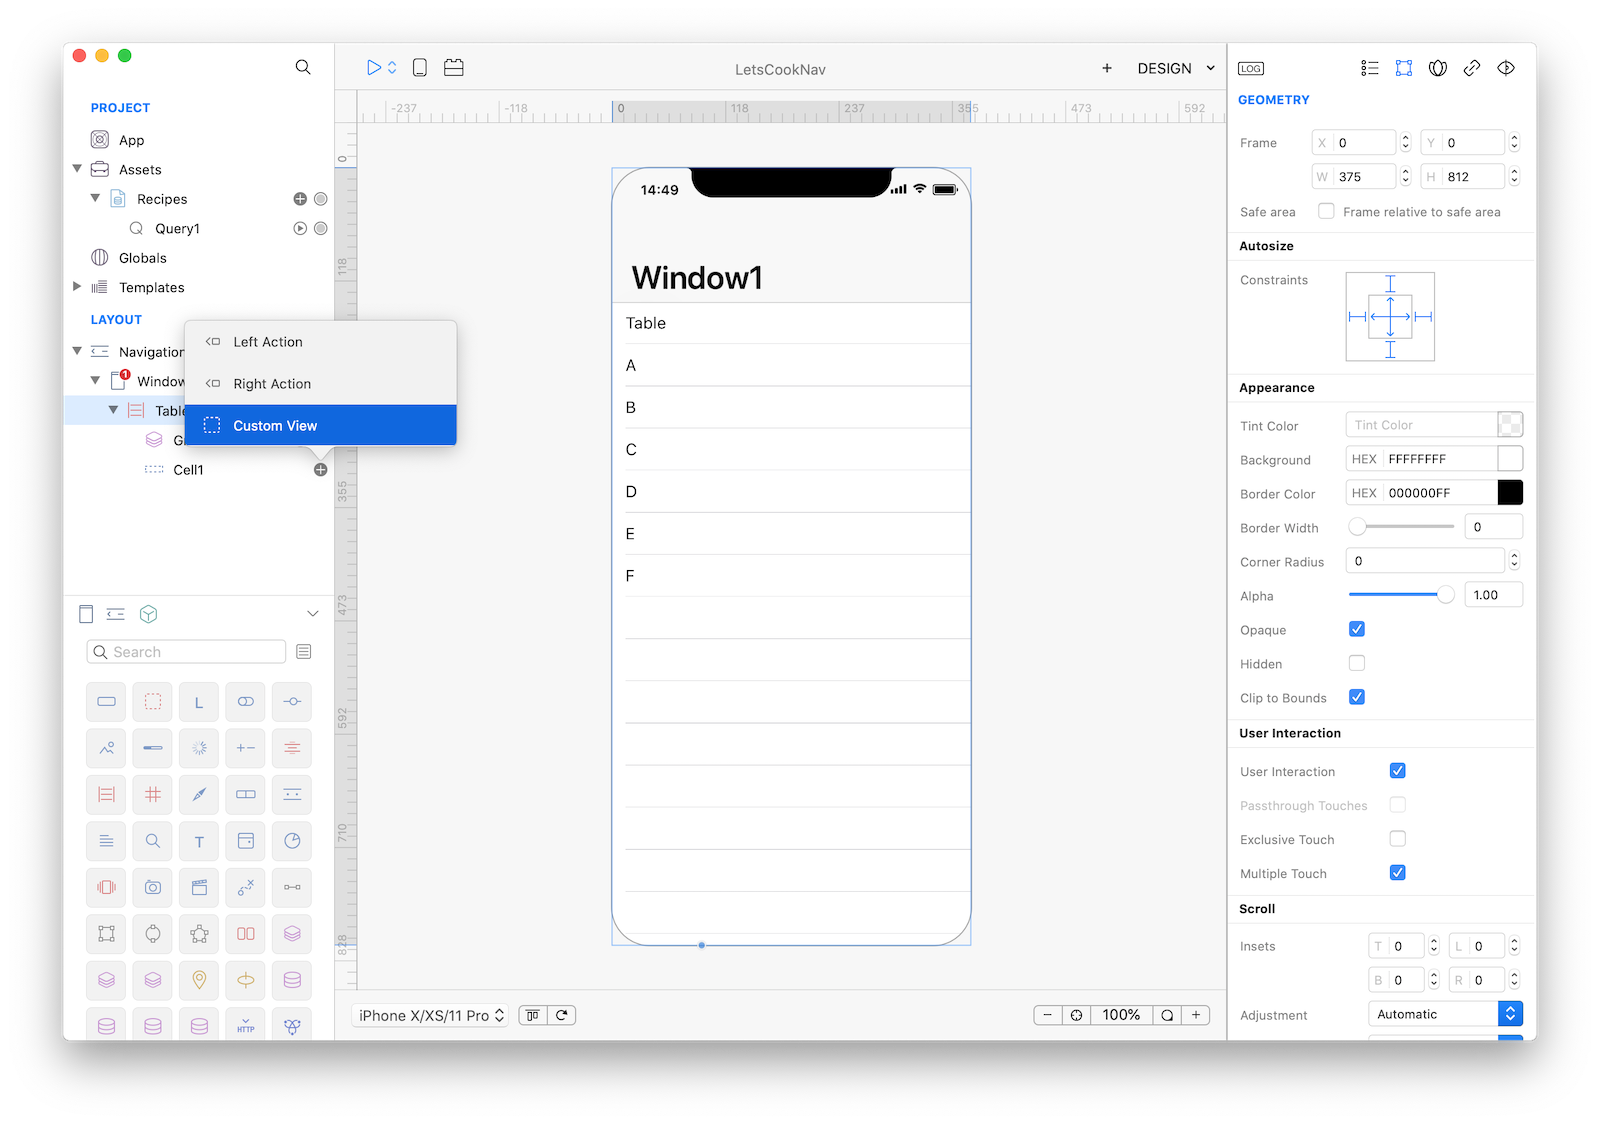 LetsCookNav
DESIGN
LOG
PROJECT
App
Assets
Recipes
Query1
Globals
Templates
LAYOUT
Navigation
1
Window
Table
Cell1
Left Action
Right Action
Custom View
Search
L
T
HTTP
-237
-118
0
118
237
355
473
592
0
118
355
473
592
710
828
14:49
Window1
Table
A
B
C
D
E
F
iPhone X/XS/11 Pro
100%
GEOMETRY
Frame X 0 Y 0
W 375 H 812
Safe area Frame relative to safe area
Autosize
Constraints
Appearance
Tint Color Tint Color
Background HEX FFFFFFFF
Border Color HEX 000000FF
Border Width 0
Corner Radius 0
Alpha 1.00
Opaque
Hidden
Clip to Bounds
User Interaction
User Interaction
Passthrough Touches
Exclusive Touch
Multiple Touch
Scroll
Insets T 0 L 0
B 0 R 0
Adjustment Automatic